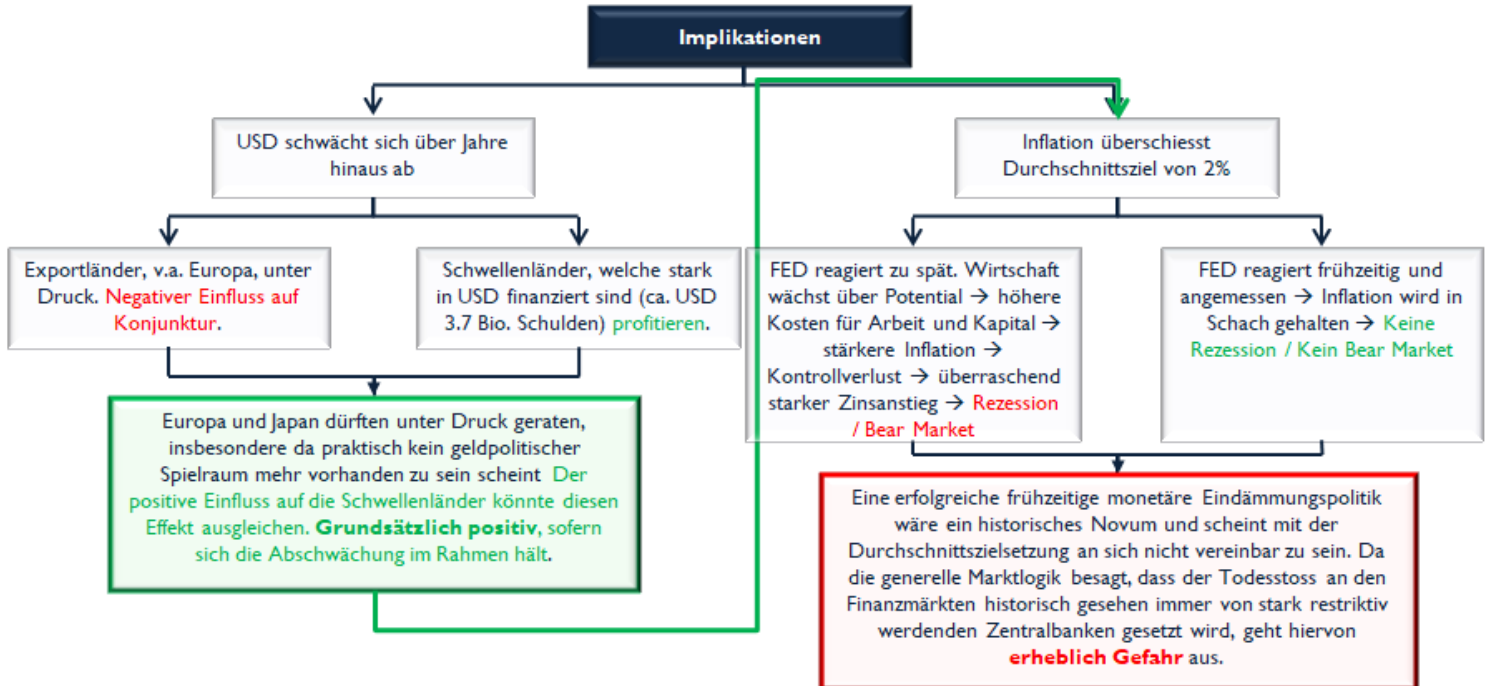 Implikationen
USD schwächt sich über Jahre
hinaus ab
Inflation überschiesst
Durchschnittsziel von 2%
Exportländer, v.a. Europa, unter
Druck. Negativer Einfluss auf
Konjunktur.
Schwellenländer, welche stark
in USD finanziert sind (ca. USD
3.7 Bio. Schulden) profitieren.
FED reagiert zu spät. Wirtschaft
wächst über Potential → höhere
Kosten für Arbeit und Kapital →
stärkere Inflation →
Kontrollverlust → überraschend
starker Zinsanstieg → Rezession
/ Bear Market
FED reagiert frühzeitig und
angemessen → Inflation wird in
Schach gehalten → Keine
Rezession / Kein Bear Market
Europa und Japan dürften unter Druck geraten,
insbesondere da praktisch kein geldpolitischer
Spielraum mehr vorhanden zu sein scheint Der
positive Einfluss auf die Schwellenländer könnte diesen
Effekt ausgleichen. Grundsätzlich positiv, sofern
sich die Abschwächung im Rahmen hält.
Eine erfolgreiche frühzeitige monetäre Eindämmungspolitik
wäre ein historisches Novum und scheint mit der
Durchschnittszielsetzung an sich nicht vereinbar zu sein. Da
die generelle Marktlogik besagt, dass der Todesstoss an den
Finanzmärkten historisch gesehen immer von stark restriktiv
werdenden Zentralbanken gesetzt wird, geht hiervon
erheblich Gefahr aus.